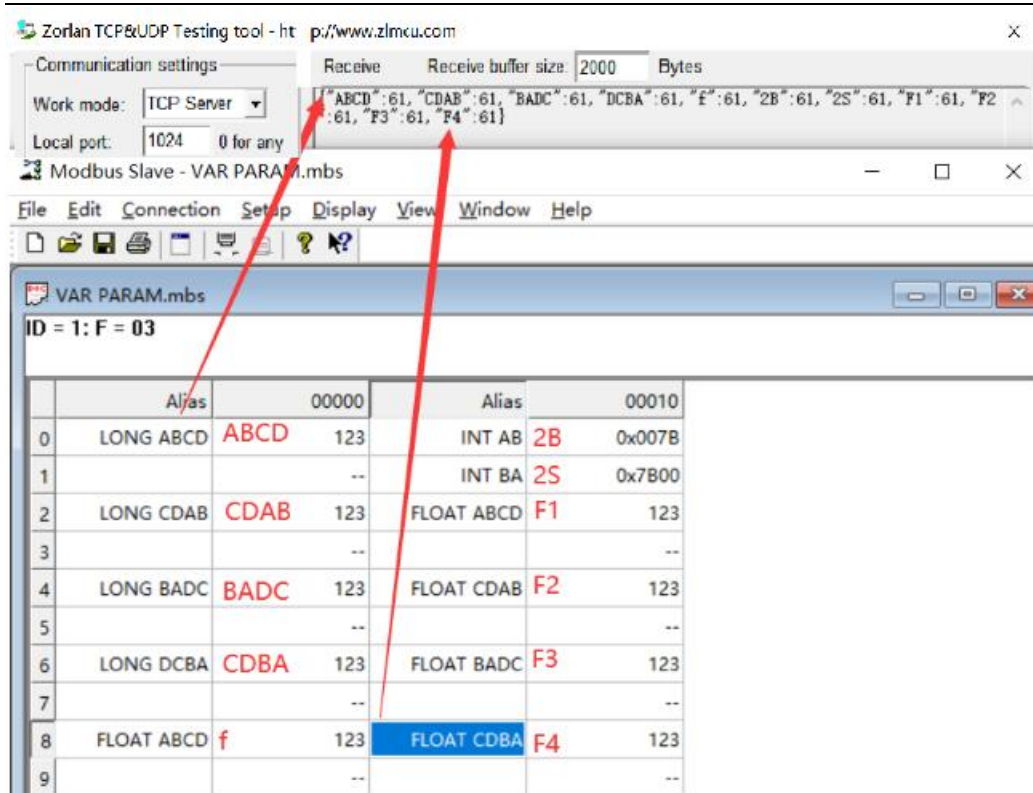 Zorlan TCP&UDP Testing tool - ht p://www.zlmcu.com X
Communication settings Receive Receive buffer size: 2000 Bytes
Work mode: TCP Server
{"ABCD":61, "CDAB":61, "BADC":61, "DCBA":61, "f":61, "2B":61, "2S":61, "F1":61, "F2
":61, "F3":61, "F4":61}
Local port: 1024 0 for any
Modbus Slave - VAR PARAM.mbs
File Edit Connection Setup Display View Window Help
VAR PARAM.mbs
ID = 1: F = 03
Alias 00000 Alias 00010
0 LONG ABCD ABCD 123 INT AB 2B 0x007B
1 -- INT BA 2S 0x7B00
2 LONG CDAB CDAB 123 FLOAT ABCD F1 123
3 -- --
4 LONG BADC BADC 123 FLOAT CDAB F2 123
5 -- --
6 LONG DCBA CDBA 123 FLOAT BADC F3 123
7 -- --
8 FLOAT ABCD f 123 FLOAT CDBA F4 123
9 -- --